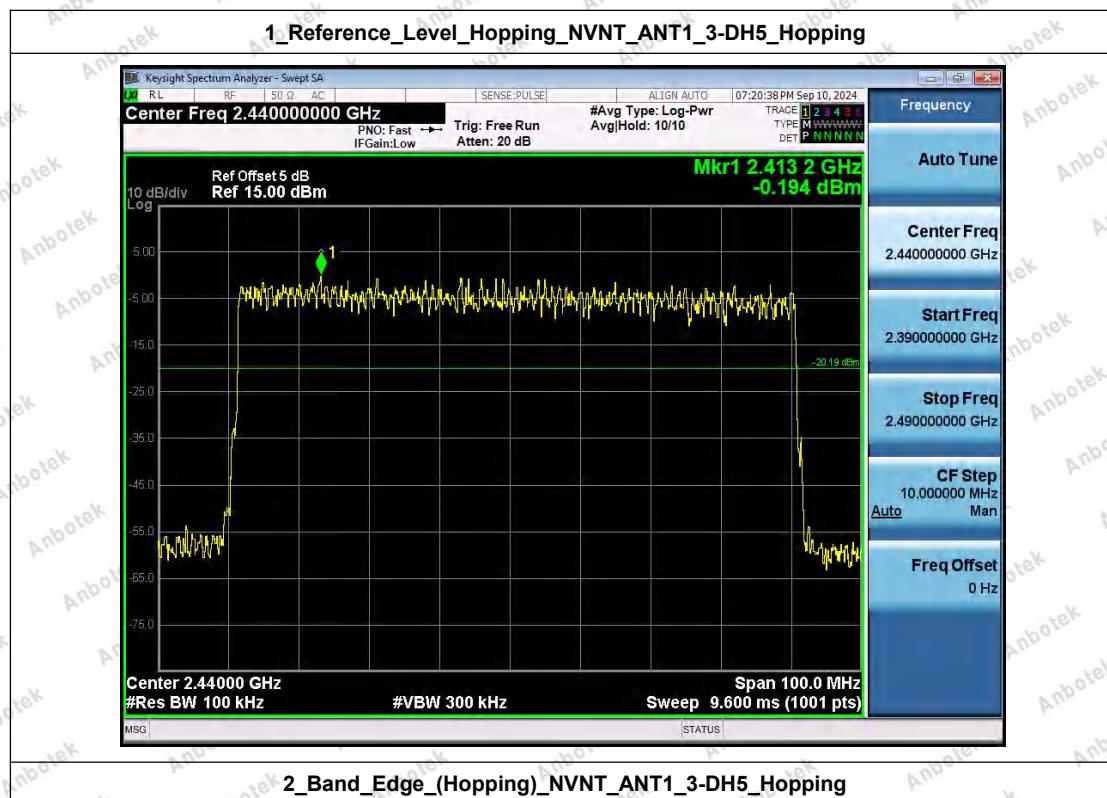 1_Reference_Level_Hopping_NVNT_ANT1_3-DH5_Hopping
Keysight Spectrum Analyzer - Swept SA
LXI RL RF 50 Ω AC SENSE:PULSE ALIGN AUTO 07:20:38 PM Sep 10, 2024
Center Freq 2.440000000 GHz
PNO: Fast
IFGain:Low
Trig: Free Run
Atten: 20 dB
#Avg Type: Log-Pwr
Avg|Hold: 10/10
TRACE 1 2 3 4 5 6
TYPE M WWWWW
DET P N N N N N
Mkr1 2.413 2 GHz
-0.194 dBm
Ref Offset 5 dB
10 dB/div Ref 15.00 dBm
Log
1
5.00
-5.00
-15.0
-20.19 dBm
-25.0
-35.0
-45.0
-55.0
-65.0
-75.0
Center 2.44000 GHz Span 100.0 MHz
#Res BW 100 kHz #VBW 300 kHz Sweep 9.600 ms (1001 pts)
MSG STATUS
Frequency
Auto Tune
Center Freq
2.440000000 GHz
Start Freq
2.390000000 GHz
Stop Freq
2.490000000 GHz
CF Step
10.000000 MHz
Auto Man
Freq Offset
0 Hz
2_Band_Edge_(Hopping)_NVNT_ANT1_3-DH5_Hopping
Anbotek